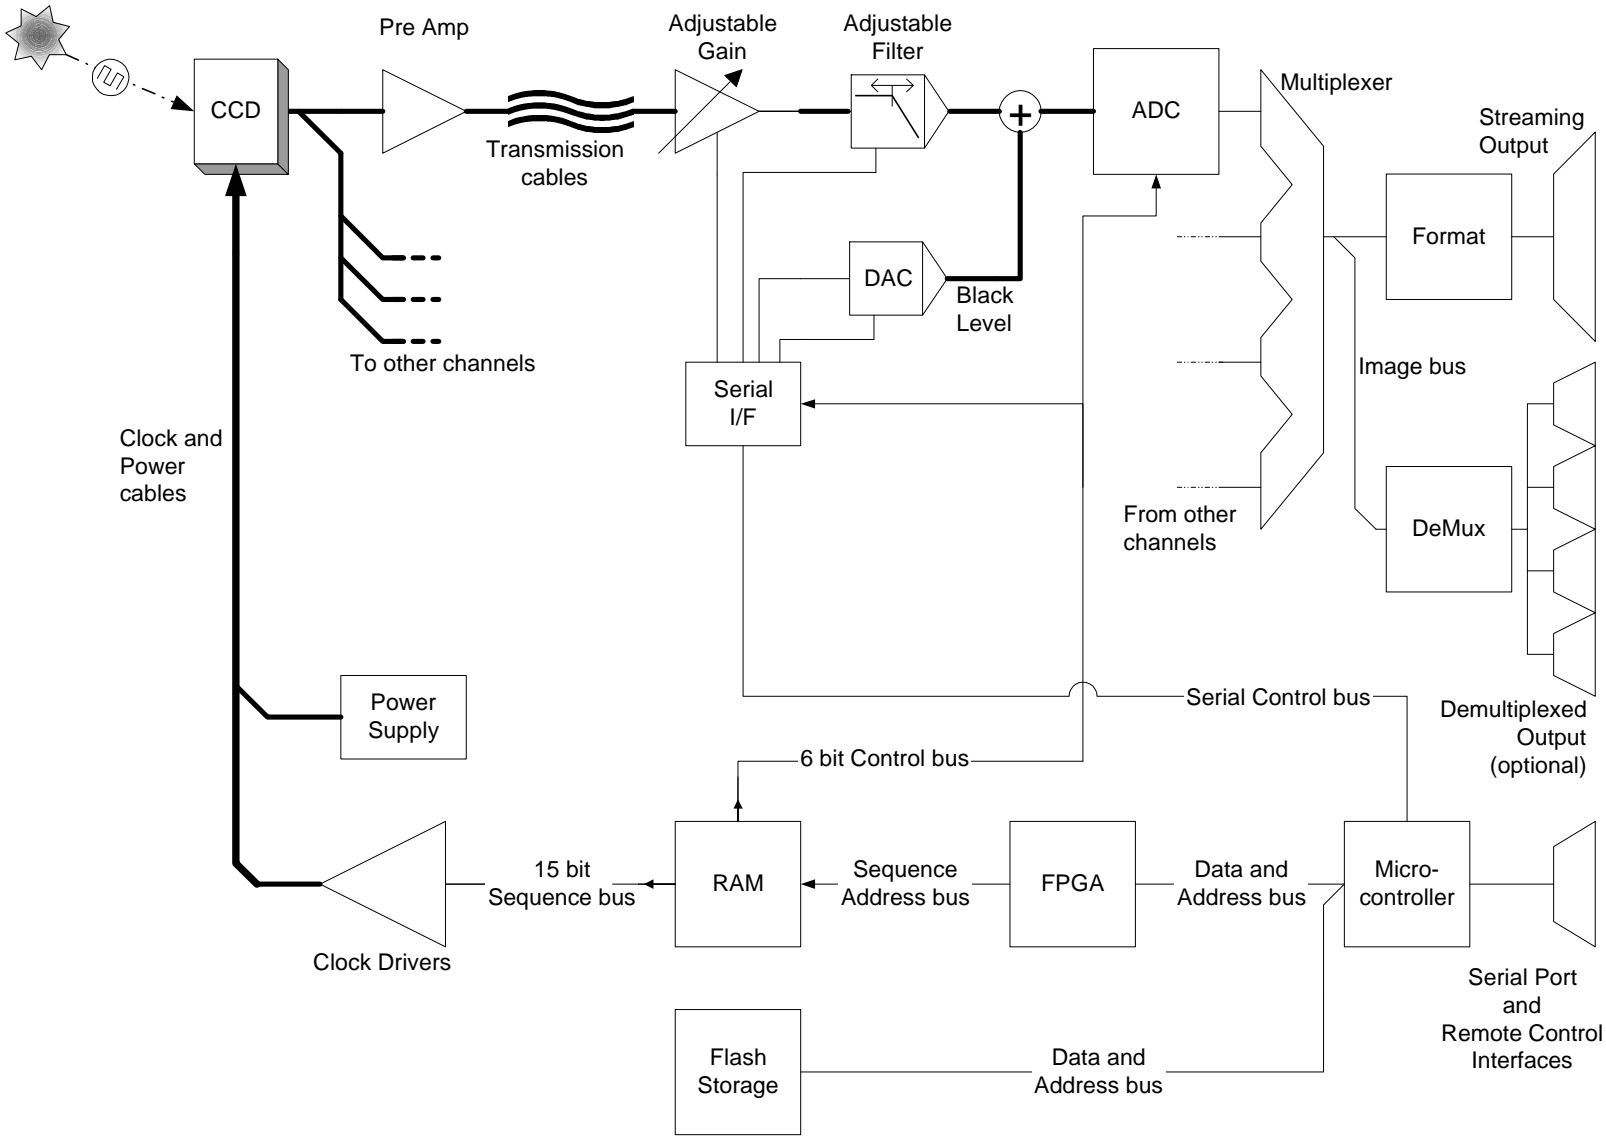 Pre Amp
Adjustable
Gain
Adjustable
Filter
CCD
Transmission
cables
+
ADC
Multiplexer
Streaming
Output
Format
DAC
Black
Level
To other channels
Serial
I/F
Image bus
Clock and
Power
cables
From other
channels
DeMux
Power
Supply
Serial Control bus
Demultiplexed
Output
(optional)
6 bit Control bus
15 bit
Sequence bus
RAM
Sequence
Address bus
FPGA
Data and
Address bus
Micro-
controller
Clock Drivers
Serial Port
and
Remote Control
Interfaces
Flash
Storage
Data and
Address bus